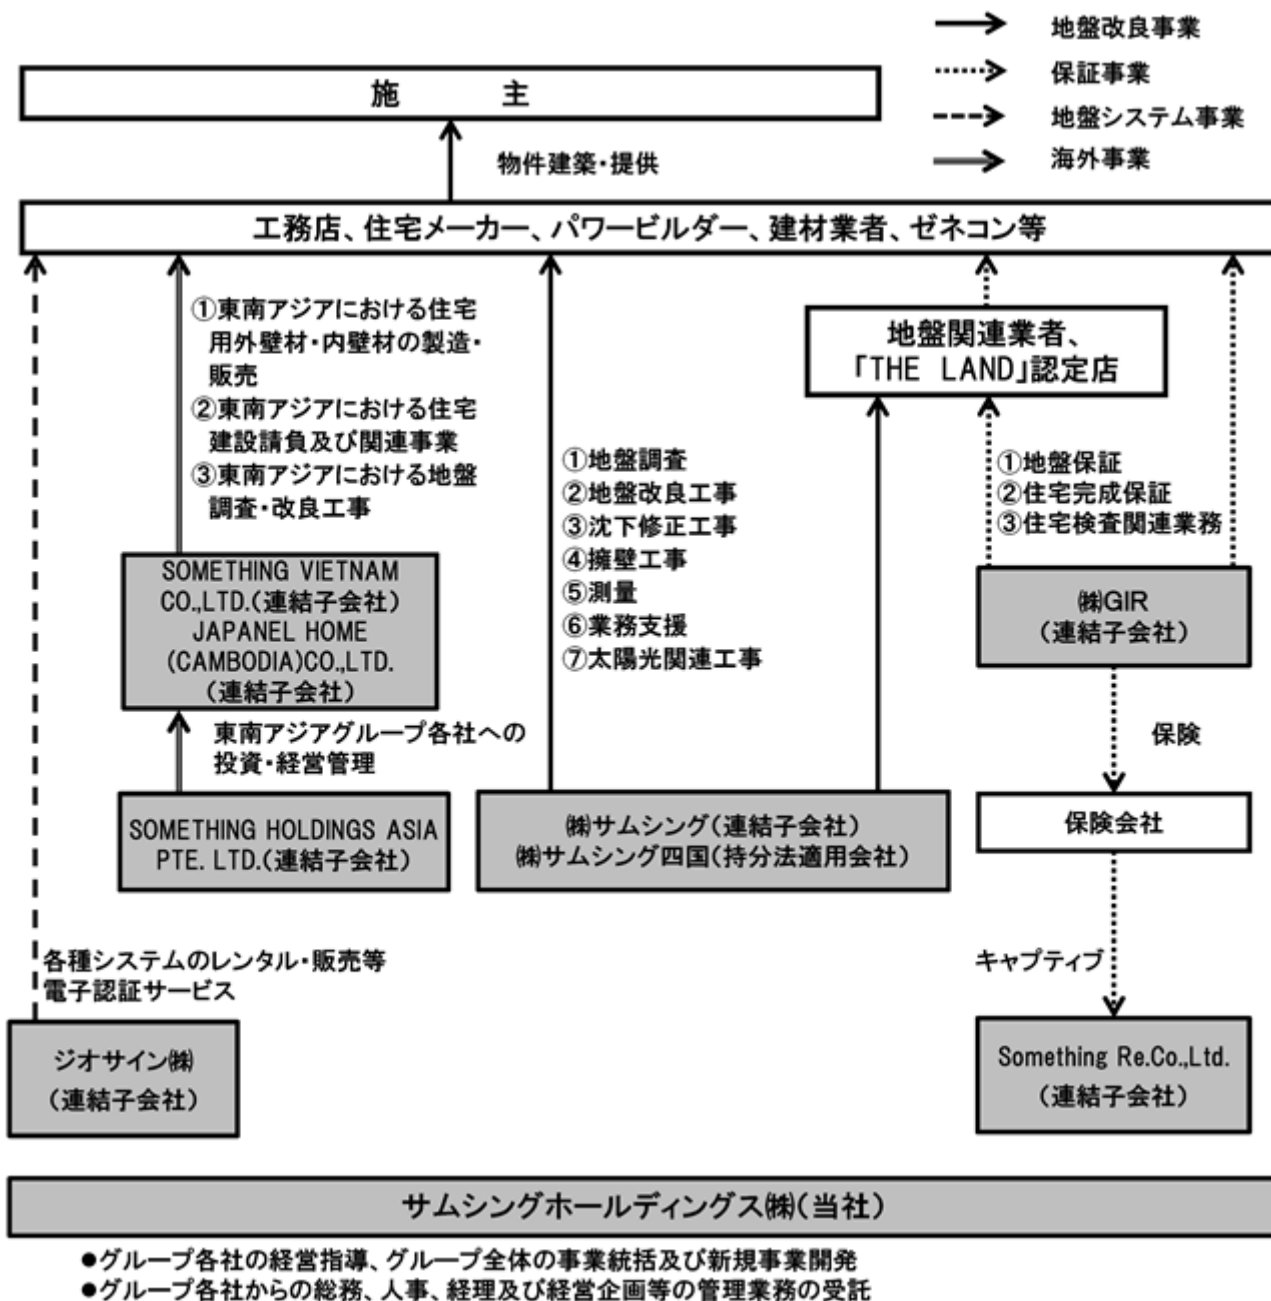 地盤改良事業
保証事業
地盤システム事業
海外事業
施　　　主
物件建築・提供
工務店、住宅メーカー、パワービルダー、建材業者、ゼネコン等
①東南アジアにおける住宅
用外壁材・内壁材の製造・
販売
②東南アジアにおける住宅
建設請負及び関連事業
③東南アジアにおける地盤
調査・改良工事
地盤関連業者、
「THE LAND」認定店
①地盤調査
②地盤改良工事
③沈下修正工事
④擁壁工事
⑤測量
⑥業務支援
⑦太陽光関連工事
①地盤保証
②住宅完成保証
③住宅検査関連業務
SOMETHING VIETNAM
CO.,LTD.(連結子会社)
JAPANEL HOME
(CAMBODIA)CO.,LTD.
(連結子会社)
㈱GIR
(連結子会社)
東南アジアグループ各社への
投資・経営管理
保険
SOMETHING HOLDINGS ASIA
PTE. LTD.(連結子会社)
㈱サムシング(連結子会社)
㈱サムシング四国(持分法適用会社)
保険会社
各種システムのレンタル・販売等
電子認証サービス
キャプティブ
ジオサイン㈱
(連結子会社)
Something Re.Co.,Ltd.
(連結子会社)
サムシングホールディングス㈱(当社)
●グループ各社の経営指導、グループ全体の事業統括及び新規事業開発
●グループ各社からの総務、人事、経理及び経営企画等の管理業務の受託